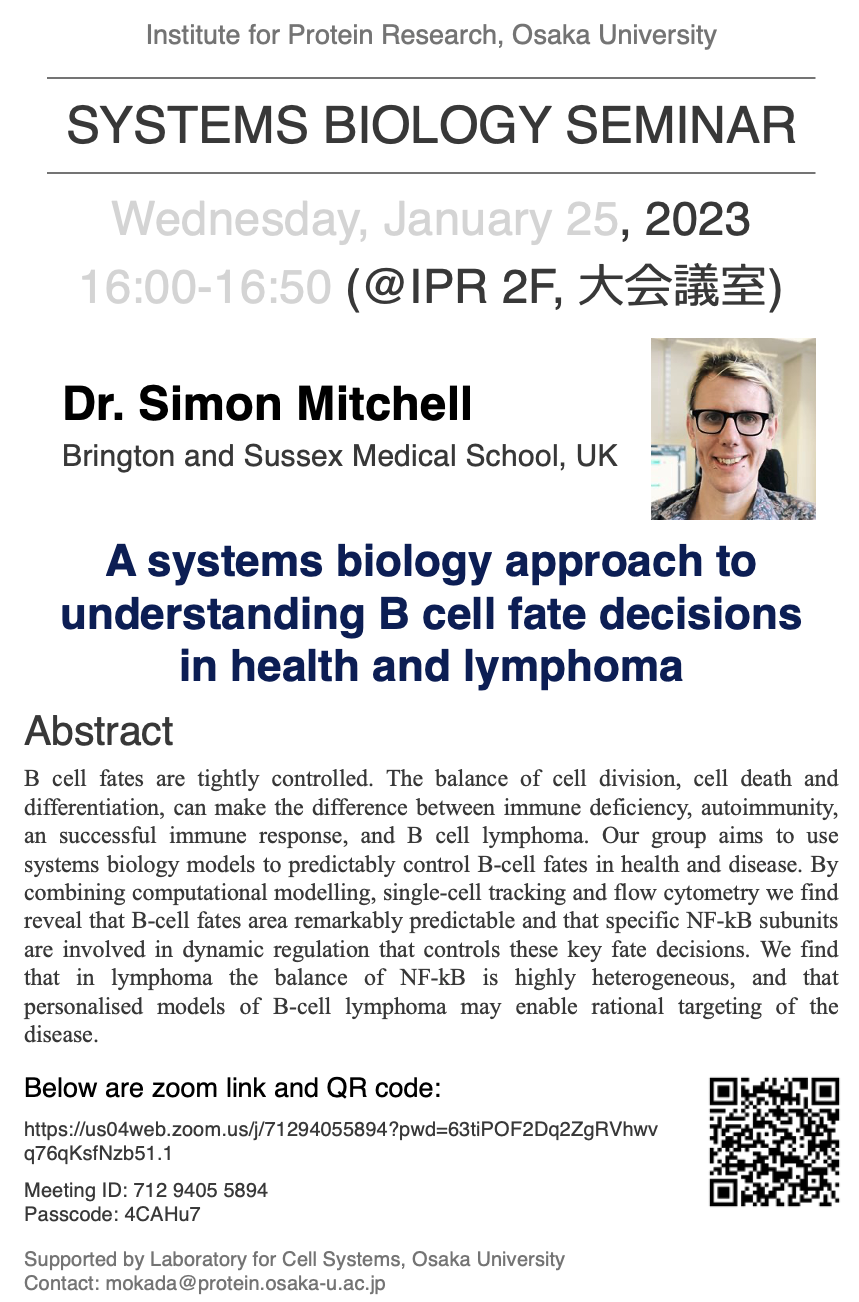 Institute for Protein Research, Osaka University
SYSTEMS BIOLOGY SEMINAR
Wednesday, January 25, 2023
16:00-16:50 (@IPR 2F, 大会議室)
Dr. Simon Mitchell
Brington and Sussex Medical School, UK
A systems biology approach to
understanding B cell fate decisions
in health and lymphoma
Abstract
B cell fates are tightly controlled. The balance of cell division, cell death and
differentiation, can make the difference between immune deficiency, autoimmunity,
an successful immune response, and B cell lymphoma. Our group aims to use
systems biology models to predictably control B-cell fates in health and disease. By
combining computational modelling, single-cell tracking and flow cytometry we find
reveal that B-cell fates area remarkably predictable and that specific NF-kB subunits
are involved in dynamic regulation that controls these key fate decisions. We find
that in lymphoma the balance of NF-kB is highly heterogeneous, and that
personalised models of B-cell lymphoma may enable rational targeting of the
disease.
Below are zoom link and QR code:
https://us04web.zoom.us/j/71294055894?pwd=63tiPOF2Dq2ZgRVhwv
q76qKsfNzb51.1
Meeting ID: 712 9405 5894
Passcode: 4CAHu7
Supported by Laboratory for Cell Systems, Osaka University
Contact: mokada@protein.osaka-u.ac.jp